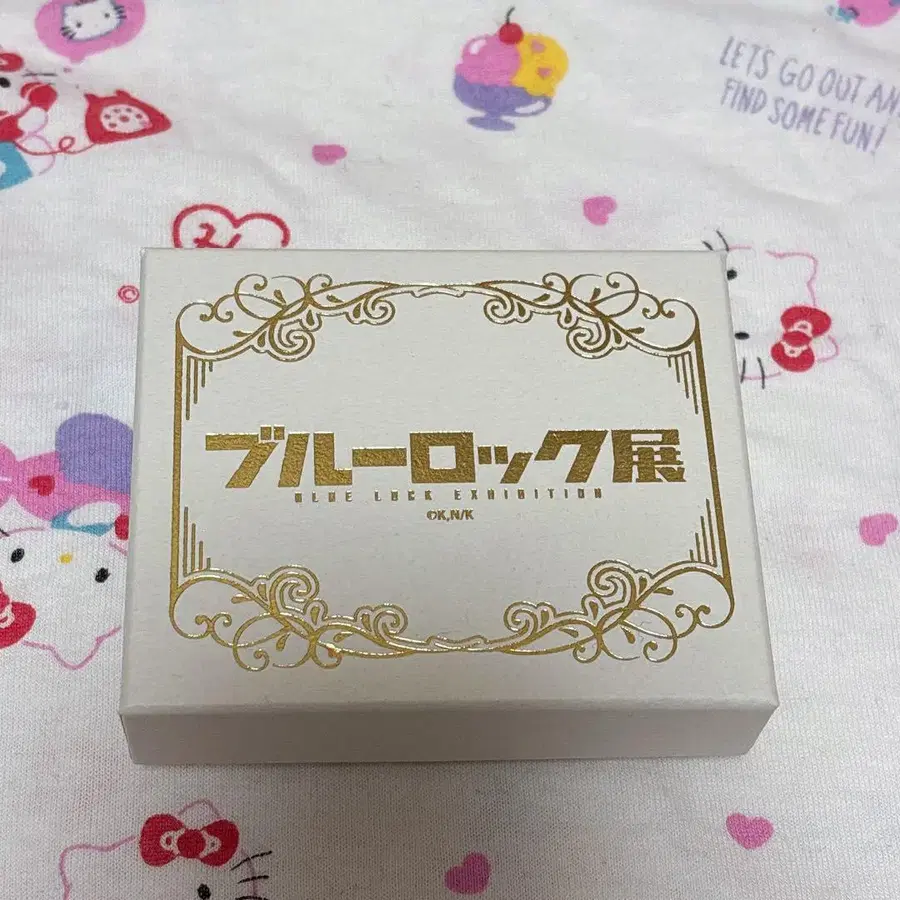 LETS GO OUT AN
FIND SOME FUN!
ブルーロック展
BLUE LOCK EXHIBITION
©K,N/K